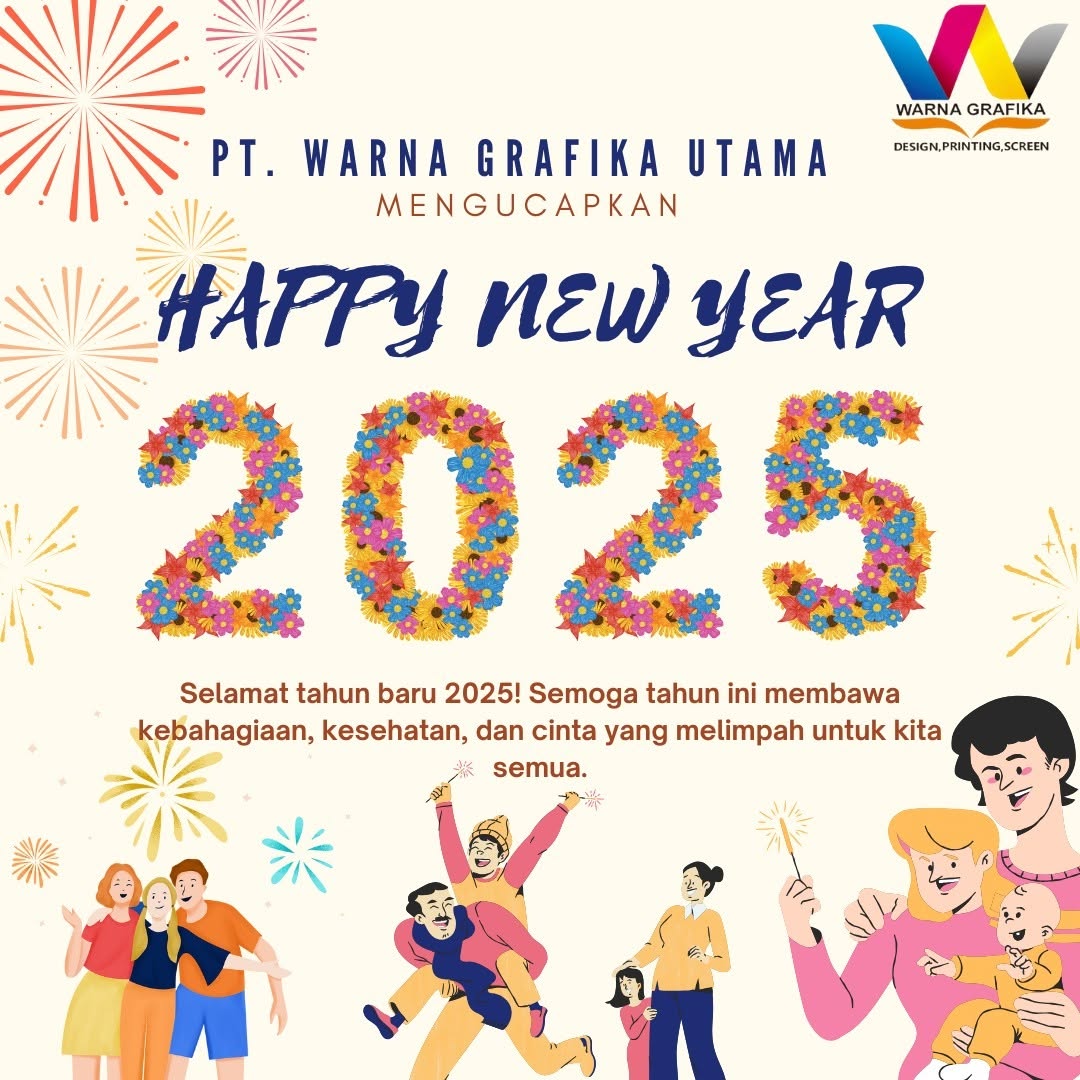 WARNA GRAFIKA
DESIGN,PRINTING,SCREEN
PT. WARNA GRAFIKA UTAMA
MENGUCAPKAN
HAPPY NEW YEAR
2025
Selamat tahun baru 2025! Semoga tahun ini membawa
kebahagiaan, kesehatan, dan cinta yang melimpah untuk kita
semua.